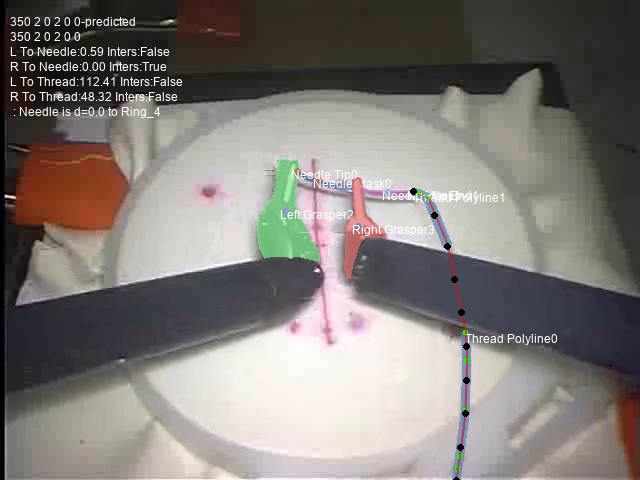 350 2 0 2 0 0-predicted
350 2 0 2 0 0
L To Needle:0.59 Inters:False
R To Needle:0.00 Inters:True
L To Thread:112.41 Inters:False
R To Thread:48.32 Inters:False
: Needle is d=0.0 to Ring_4
Needle Tip0
Needle Mask0
Thread Polyline1
Left Grasper2
Right Grasper3
Thread Polyline0